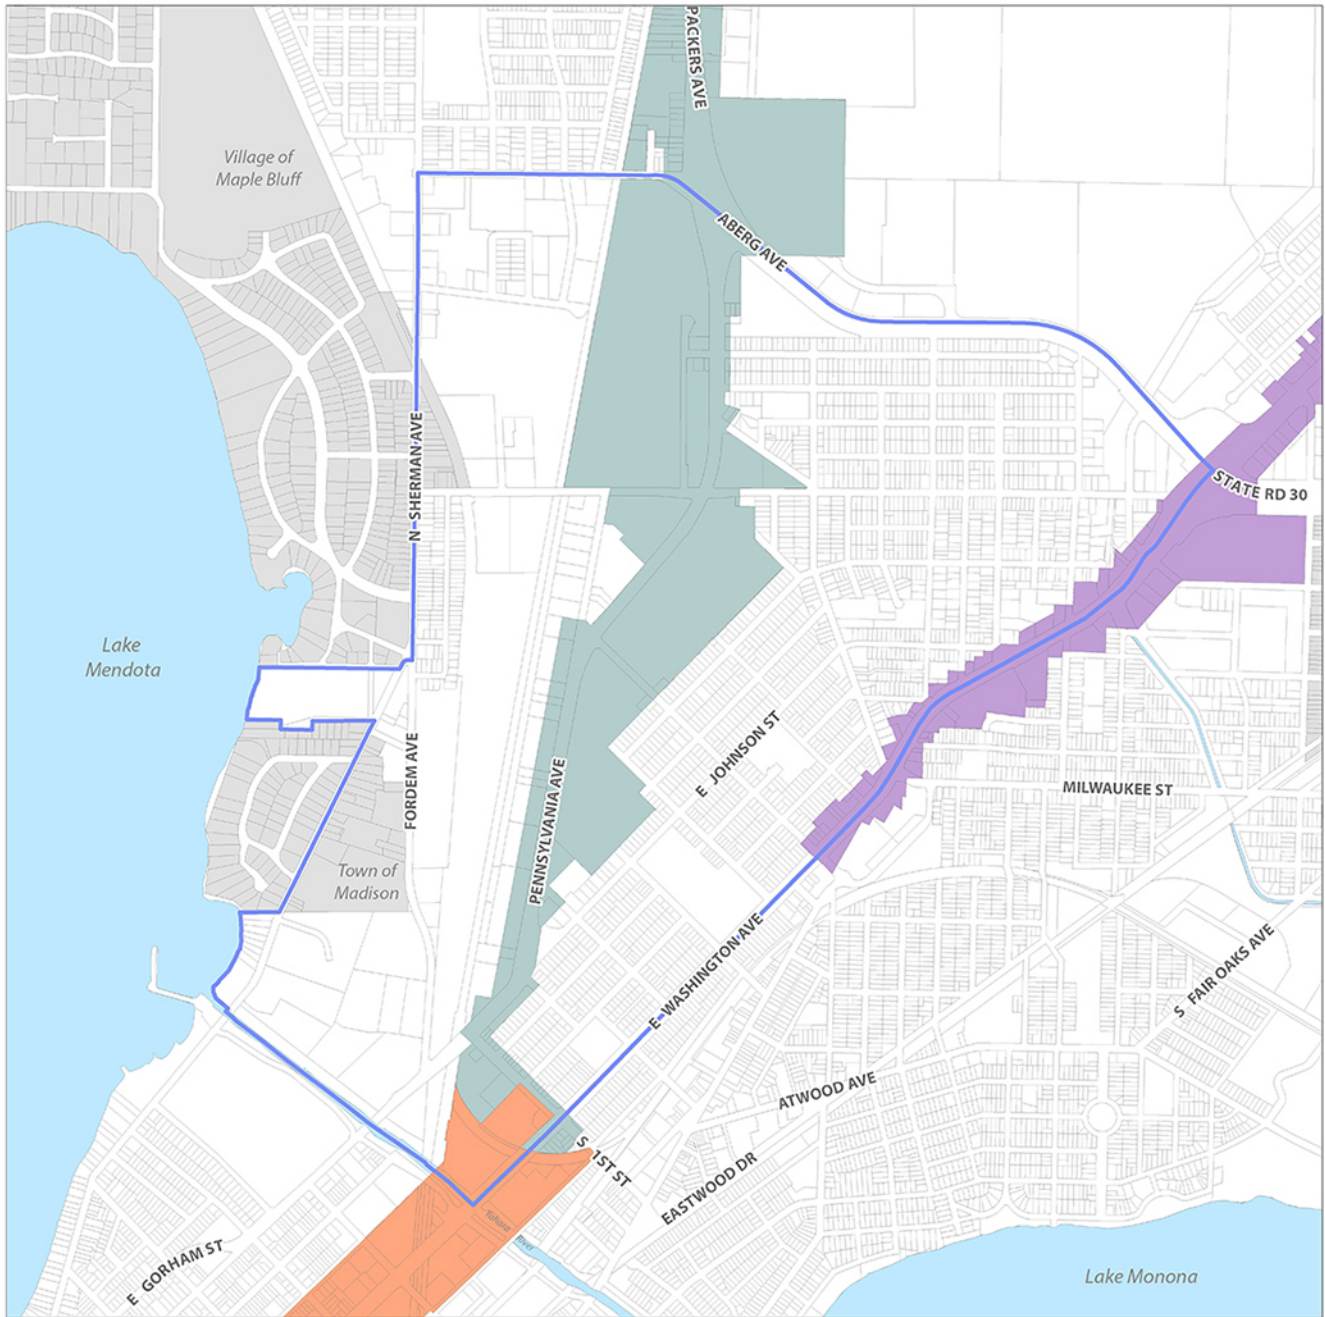 PACKERS AVE
Village of
Maple Bluff
ABERG AVE
N SHERMAN AVE
STATE RD 30
Lake
Mendota
E JOHNSON ST
FORDEM AVE
PENNSYLVANIA AVE
MILWAUKEE ST
Town of
Madison
E WASHINGTON AVE
S FAIR OAKS AVE
ATWOOD AVE
S 1ST ST
EASTWOOD DR
Yahara River
E GORHAM ST
Lake Monona